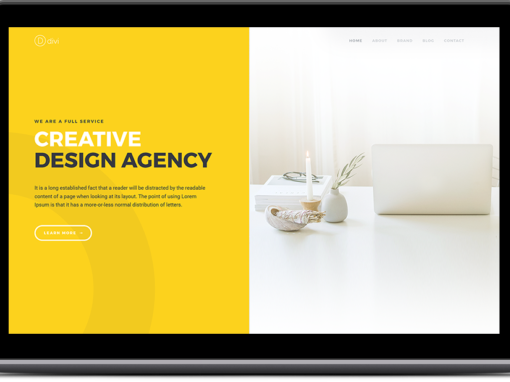 divi
HOME ABOUT BRAND BLOG CONTACT
WE ARE A FULL SERVICE
CREATIVE
DESIGN AGENCY
It is a long established fact that a reader will be distracted by the readable
content of a page when looking at its layout. The point of using Lorem
Ipsum is that it has a more-or-less normal distribution of letters.
LEARN MORE